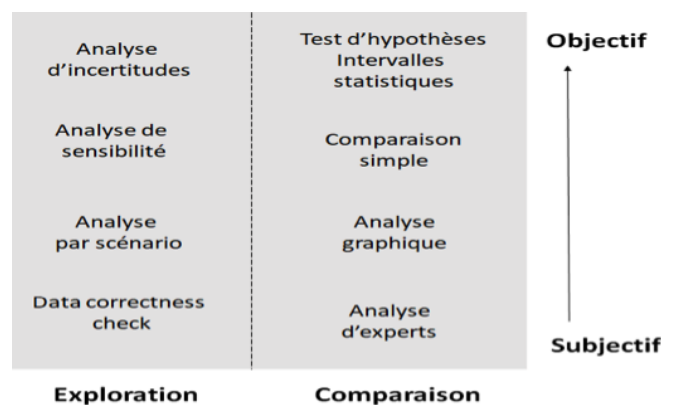 Analyse
d'incertitudes
Test d'hypothèses
Intervalles
statistiques
Objectif
Analyse de
sensibilité
Comparaison
simple
Analyse
par scénario
Analyse
graphique
Data correctness
check
Analyse
d'experts
Subjectif
Exploration
Comparaison